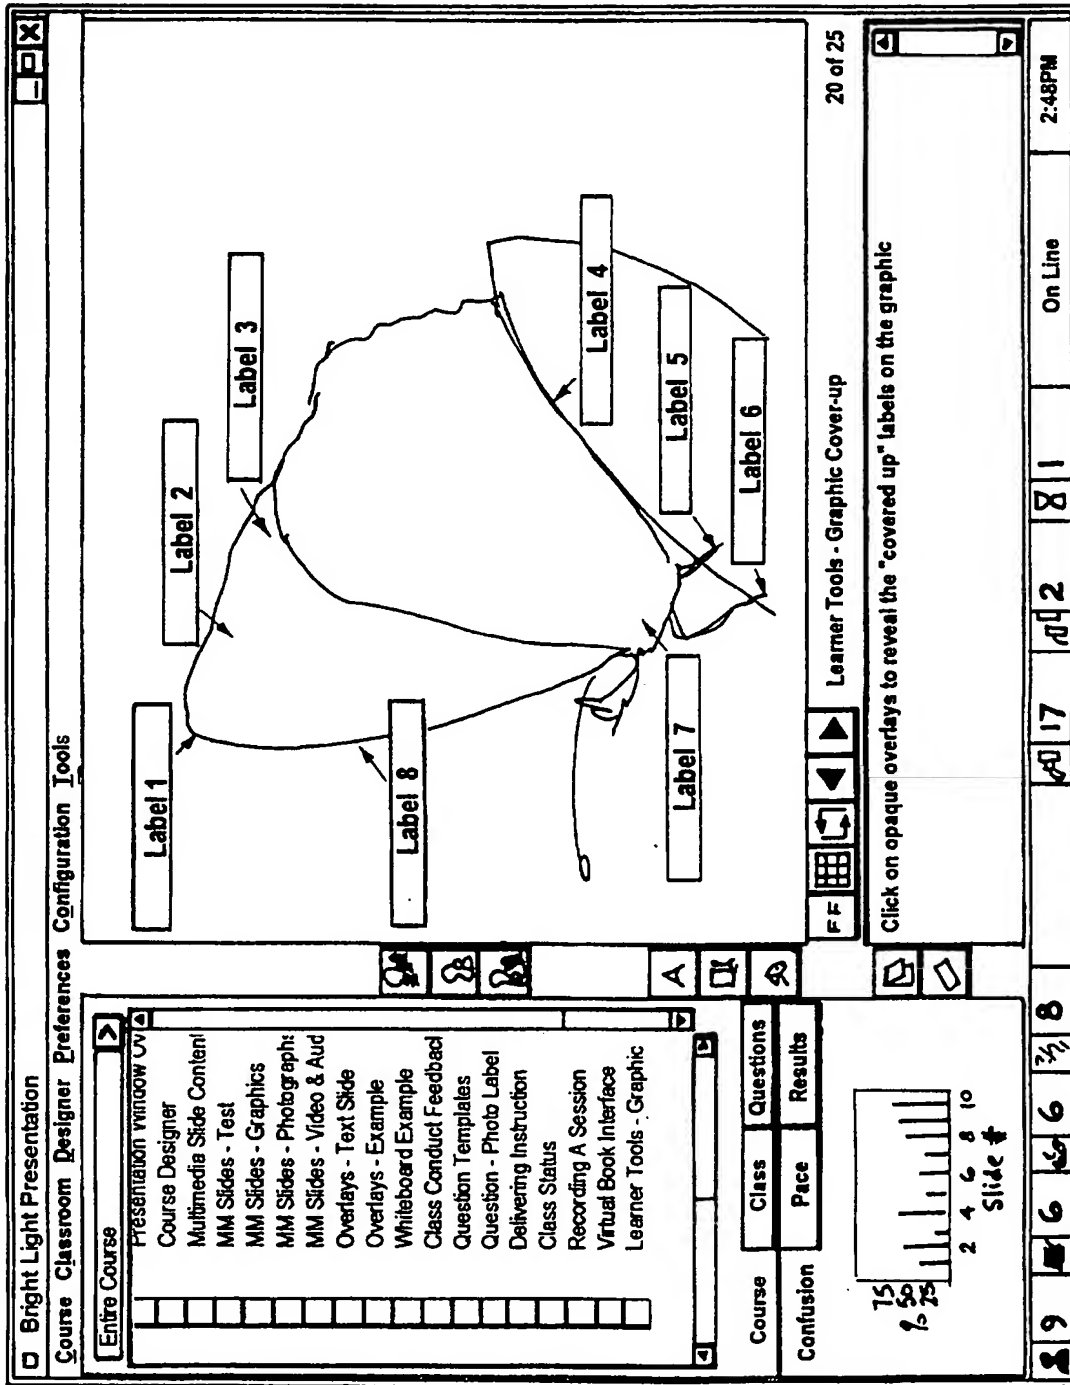 Bright Light Presentation
Course Classroom Designer Preferences Configuration Tools
Entire Course
Presentation Window Ov
Course Designer
Multimedia Slide Content
MM Slides - Test
MM Slides - Graphics
MM Slides - Photographs
MM Slides - Video & Aud
Overlays - Text Slide
Overlays - Example
Whiteboard Example
Class Conduct Feedback
Question Templates
Question - Photo Label
Delivering Instruction
Class Status
Recording A Session
Virtual Book Interface
Learner Tools - Graphic
Course Class Questions
Confusion Pace Results
75
50
% 25
2 4 6 8 10
Slide #
A
Label 1
Label 2
Label 3
Label 4
Label 5
Label 6
Label 7
Label 8
FF
Learner Tools - Graphic Cover-up
20 of 25
Click on opaque overlays to reveal the "covered up" labels on the graphic
9 6 6 8 17 2 1 On Line 2:48PM